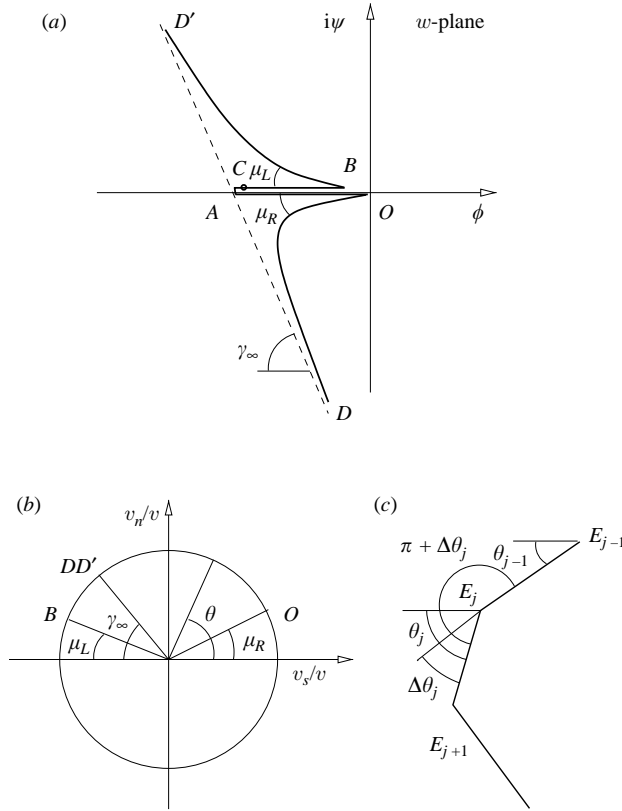 (a)
D′
iψ
w-plane
C μ_L
B
A
μ_R
O
ϕ
γ_∞
D
(b)
v_n/v
DD′
B
γ_∞
θ
O
μ_L
μ_R
v_s/v
(c)
π + Δθ_j
θ_{j−1}
E_{j−1}
E_j
θ_j
Δθ_j
E_{j+1}